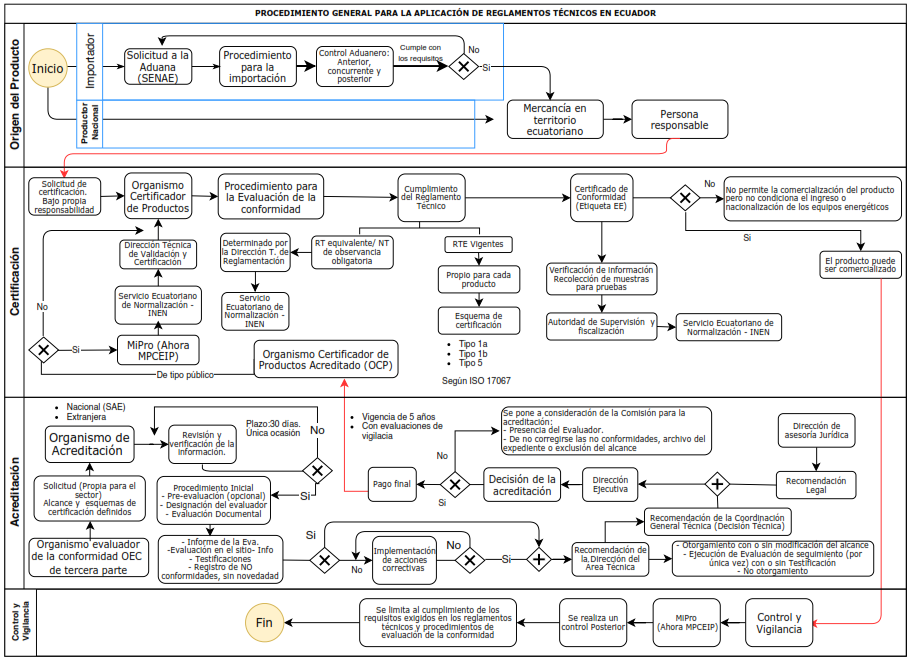 PROCEDIMIENTO GENERAL PARA LA APLICACIÓN DE REGLAMENTOS TÉCNICOS EN ECUADOR
Origen del Producto
Inicio
Importador
Solicitud a la
Aduana
(SENAE)
Procedimiento
para la
importación
Control Aduanero:
Anterior,
concurrente y
posterior
Cumple con
los requisitos
No
Si
Productor
Nacional
Mercancía en
territorio
ecuatoriano
Persona
responsable
Certificación
Solicitud de
certificación.
Bajo propia
responsabilidad
Organismo
Certificador
de Productos
Procedimiento para
la Evaluación de la
conformidad
Cumplimiento
del Reglamento
Técnico
Certificado de
Conformidad
(Etiqueta EE)
No
No permite la comercialización del producto
pero no condiciona el ingreso o
nacionalización de los equipos energéticos
Si
El producto puede
ser comercializado
Dirección Técnica
de Validación y
Certificación
Determinado por
la Dirección T. de
Reglamentación
RT equivalente/ NT
de observancia
obligatoria
RTE Vigentes
Propio para cada
producto
Verificación de información
Recolección de muestras
para pruebas
Servicio Ecuatoriano
de Normalización -
INEN
Servicio
Ecuatoriano de
Normalización -
INEN
Esquema de
certificación
Autoridad de Supervisión y
fiscalización
Servicio Ecuatoriano de
Normalización - INEN
No
Si
MiPro (Ahora
MPCEIP)
De tipo público
Organismo Certificador de
Productos Acreditado (OCP)
Tipo 1a
Tipo 1b
Tipo 5
Según ISO 17067
Acreditación
Nacional (SAE)
Extranjera
Organismo de
Acreditación
Revisión y
verificación de la
información.
Plazo:30 días.
Única ocasión
No
Si
Vigencia de 5 años
Con evaluaciones de
vigilacia
Se pone a consideración de la Comisión para la
acreditación:
- Presencia del Evaluador.
- De no corregirse las no conformidades, archivo del
expediente o exclusión del alcance
Dirección de
asesoría Jurídica
Solicitud (Propia para el
sector)
Alcance y esquemas de
certificación definidos
Procedimiento Inicial
- Pre-evaluación (opcional)
- Designación del evaluador
- Evaluación Documental
Pago final
No
Si
Decisión de la
acreditación
Dirección
Ejecutiva
Recomendación
Legal
Organismo evaluador
de la conformidad OEC
de tercera parte
- Informe de la Eva.
-Evaluación en el sitio- Info
- Testificaciones
- Registro de NO
conformidades, sin novedad
Si
No
Implementación
de acciones
correctivas
No
Si
Recomendación de
la Dirección del
Área Técnica
Recomendación de la Coordinación
General Técnica (Decisión Técnica)
- Otorgamiento con o sin modificación del alcance
- Ejecución de Evaluación de seguimiento (por
única vez) con o sin Testificación
- No otorgamiento
Control y
Vigilancia
Fin
Se limita al cumplimiento de los
requisitos exigidos en los reglamentos
técnicos y procedimientos de
evaluación de la conformidad
Se realiza un
control Posterior
MIPro
(Ahora MPCEIP)
Control y
Vigilancia